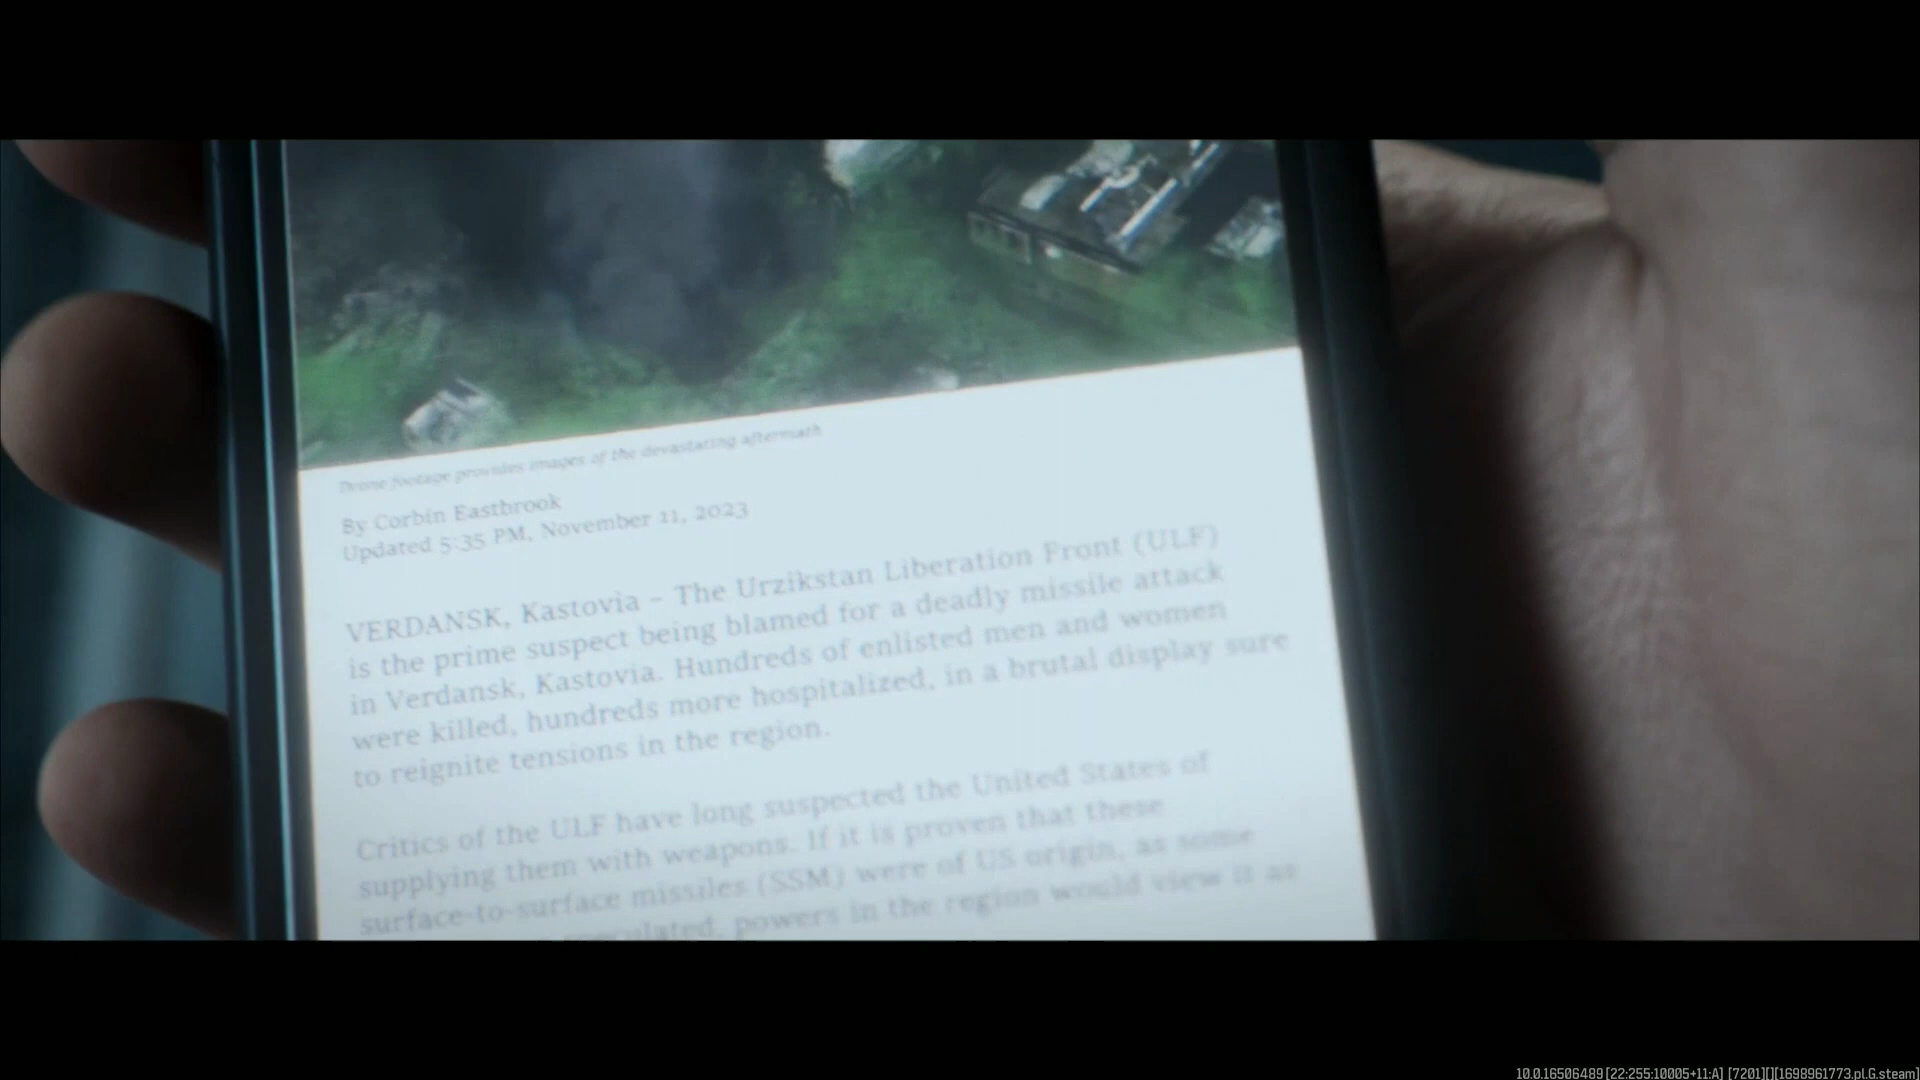 Drone footage provides images of the devastating aftermath
By Corbin Eastbrook
Updated 5:35 PM, November 11, 2023
VERDANSK, Kastovia – The Urzikstan Liberation Front (ULF)
is the prime suspect being blamed for a deadly missile attack
in Verdansk, Kastovia. Hundreds of enlisted men and women
were killed, hundreds more hospitalized, in a brutal display sure
to reignite tensions in the region.
Critics of the ULF have long suspected the United States of
supplying them with weapons. If it is proven that these
surface-to-surface missiles (SSM) were of US origin, as some
speculated, powers in the region would view it as
10.0.16506489 [22:255:10005+11:A] [7201][][1698961773.pl.G.steam]